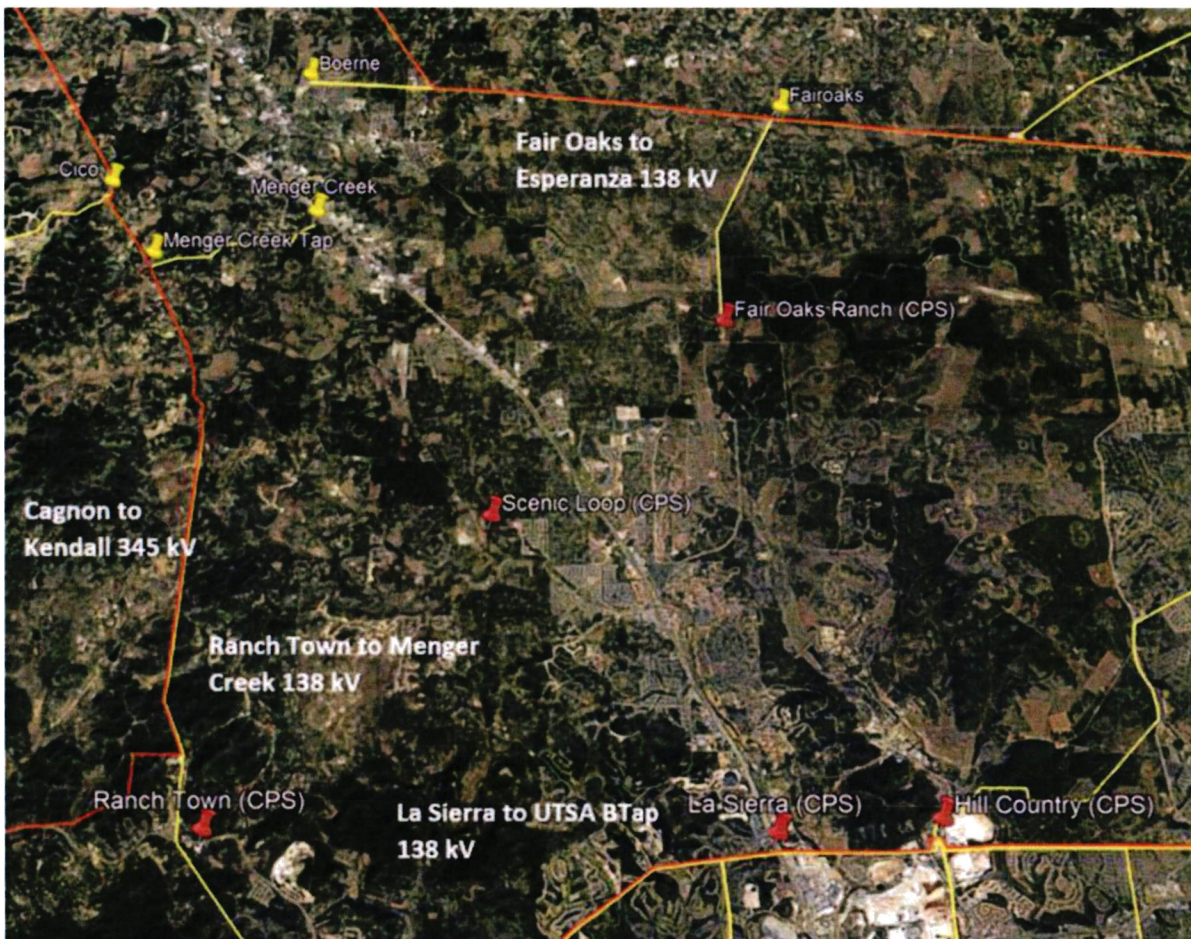 Boerne
Fairoaks
Fair Oaks to
Esperanza 138 kV
Cico
Menger Creek
Menger Creek Tap
Fair Oaks Ranch (CPS)
Scenic Loop (CPS)
Cagnon to
Kendall 345 kV
Ranch Town to Menger
Creek 138 kV
Ranch Town (CPS)
La Sierra to UTSA BTap
138 kV
La Sierra (CPS)
Hill Country (CPS)